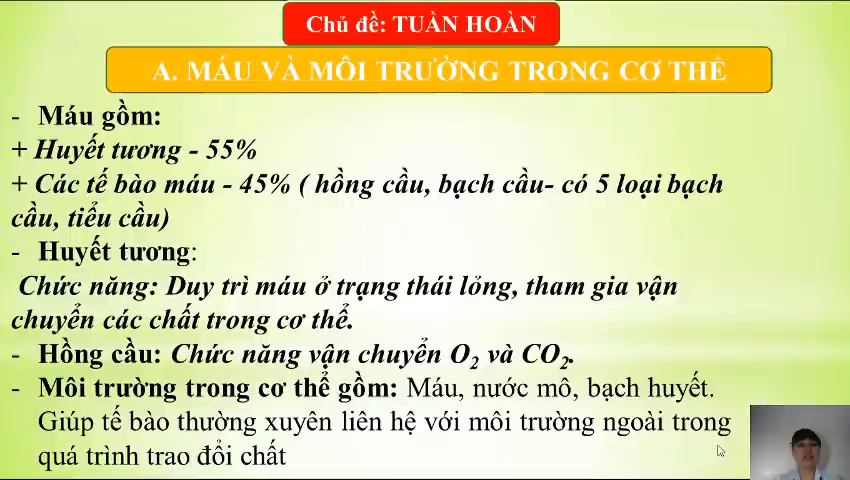 Chủ đề: TUẦN HOÀN
A. MÁU VÀ MÔI TRƯỜNG TRONG CƠ THỂ
- Máu gồm:
+ Huyết tương - 55%
+ Các tế bào máu - 45% ( hồng cầu, bạch cầu- có 5 loại bạch
cầu, tiểu cầu)
- Huyết tương:
Chức năng: Duy trì máu ở trạng thái lỏng, tham gia vận
chuyển các chất trong cơ thể.
- Hồng cầu: Chức năng vận chuyển O₂ và CO₂.
- Môi trường trong cơ thể gồm: Máu, nước mô, bạch huyết.
Giúp tế bào thường xuyên liên hệ với môi trường ngoài trong
quá trình trao đổi chất